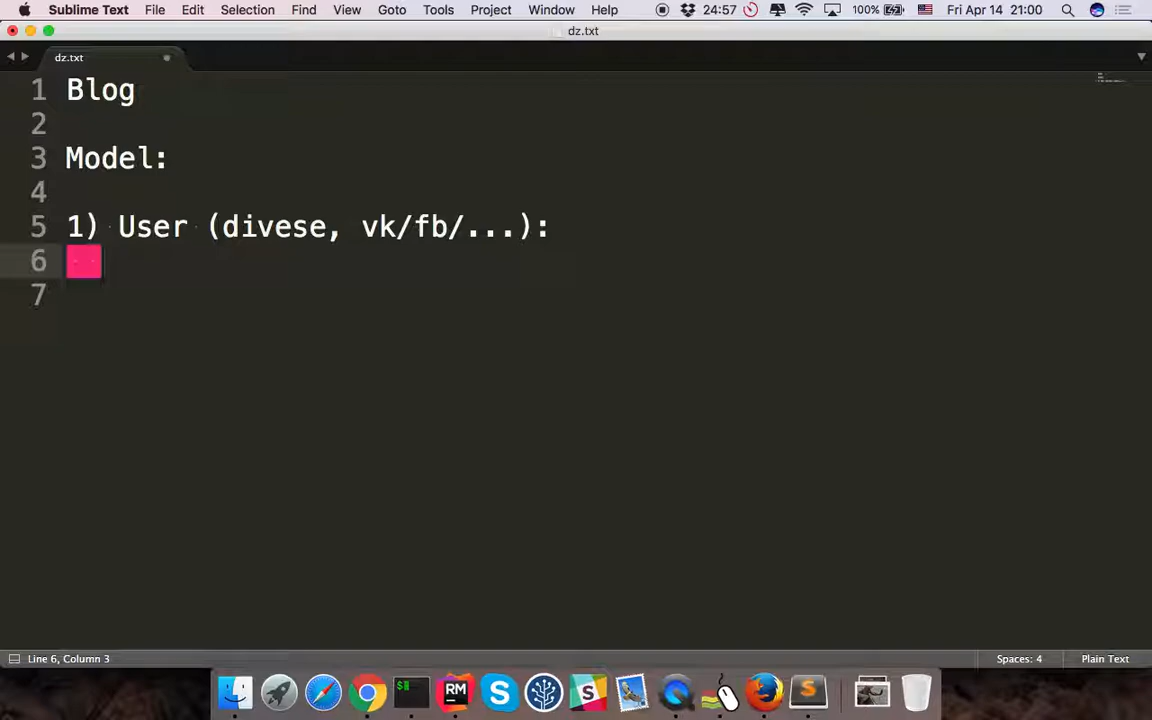 Sublime Text File Edit Selection Find View Goto Tools Project Window Help 24:57 100% Fri Apr 14 21:00
dz.txt
dz.txt
1 Blog
2
3 Model:
4
5 1) User (divese, vk/fb/...):
6
7
Line 6, Column 3 Spaces: 4 Plain Text
$ RM S S